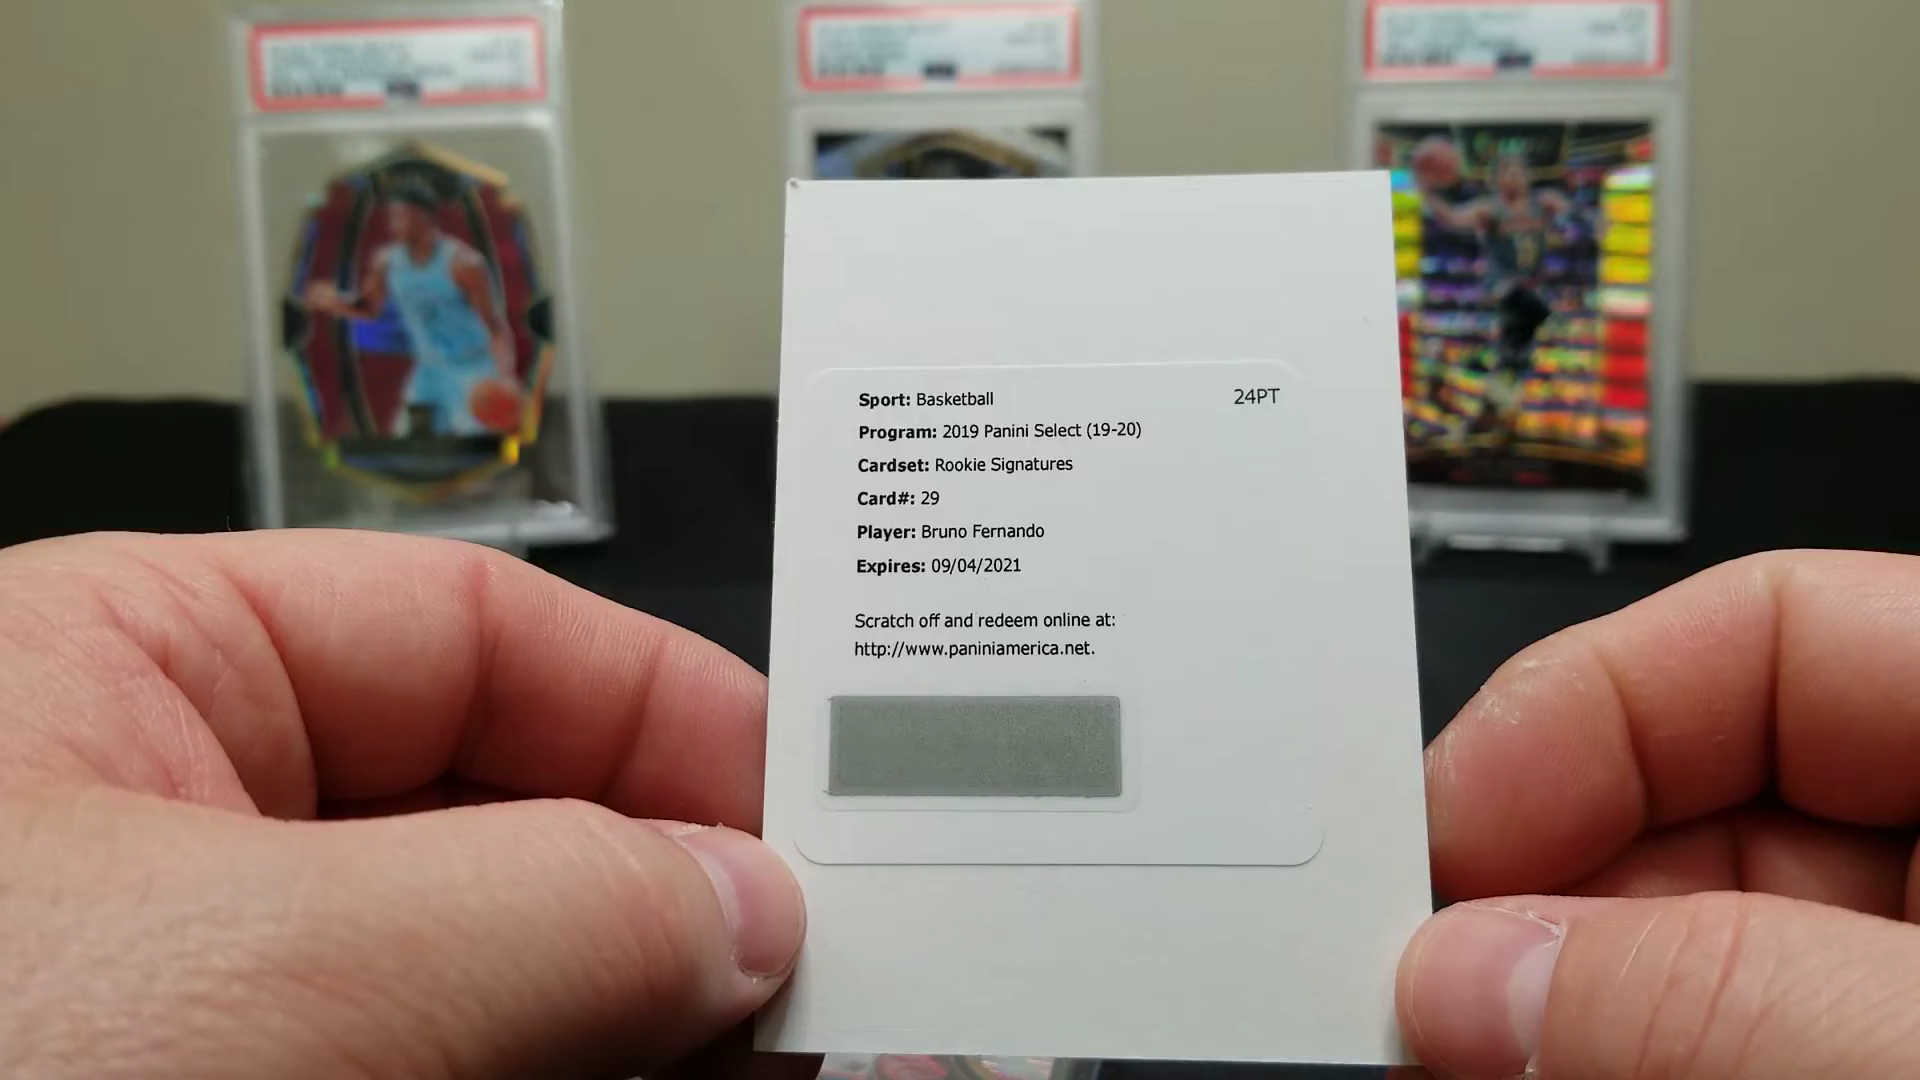 Sport: Basketball 24PT
Program: 2019 Panini Select (19-20)
Cardset: Rookie Signatures
Card#: 29
Player: Bruno Fernando
Expires: 09/04/2021
Scratch off and redeem online at:
http://www.paniniamerica.net.